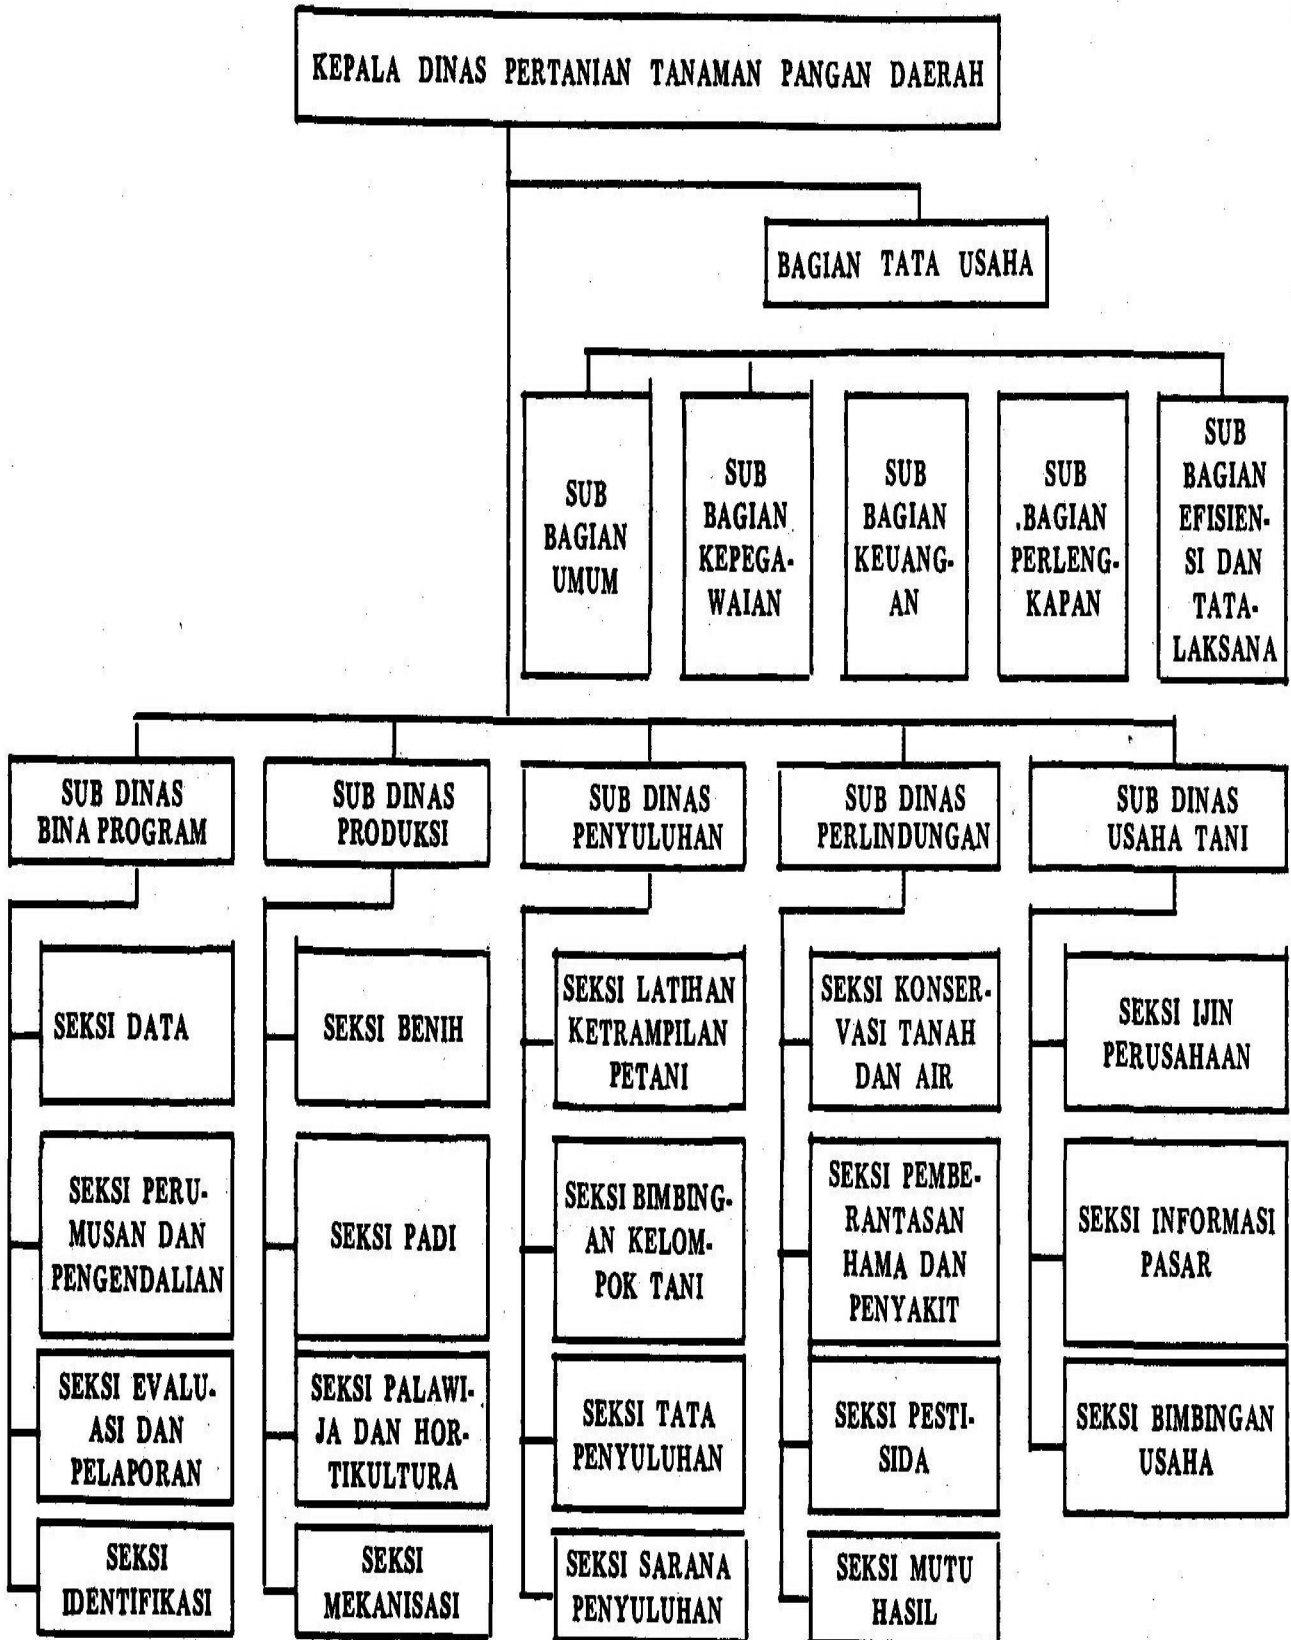 KEPALA DINAS PERTANIAN TANAMAN PANGAN DAERAH
BAGIAN TATA USAHA
SUB
BAGIAN
UMUM
SUB
BAGIAN
KEPEGA-
WAIAN
SUB
BAGIAN
KEUANG-
AN
SUB
BAGIAN
PERLENG-
KAPAN
SUB
BAGIAN
EFISIEN-
SI DAN
TATA-
LAKSANA
SUB DINAS
BINA PROGRAM
SUB DINAS
PRODUKSI
SUB DINAS
PENYULUHAN
SUB DINAS
PERLINDUNGAN
SUB DINAS
USAHA TANI
SEKSI DATA
SEKSI PERU-
MUSAN DAN
PENGENDALIAN
SEKSI EVALU-
ASI DAN
PELAPORAN
SEKSI
IDENTIFIKASI
SEKSI BENIH
SEKSI PADI
SEKSI PALAWI-
JA DAN HOR-
TIKULTURA
SEKSI
MEKANISASI
SEKSI LATIHAN
KETRAMPILAN
PETANI
SEKSI BIMBING-
AN KELOM-
POK TANI
SEKSI TATA
PENYULUHAN
SEKSI SARANA
PENYULUHAN
SEKSI KONSER-
VASI TANAH
DAN AIR
SEKSI PEMBE-
RANTASAN
HAMA DAN
PENYAKIT
SEKSI PESTI-
SIDA
SEKSI MUTU
HASIL
SEKSI IJIN
PERUSAHAAN
SEKSI INFORMASI
PASAR
SEKSI BIMBINGAN
USAHA